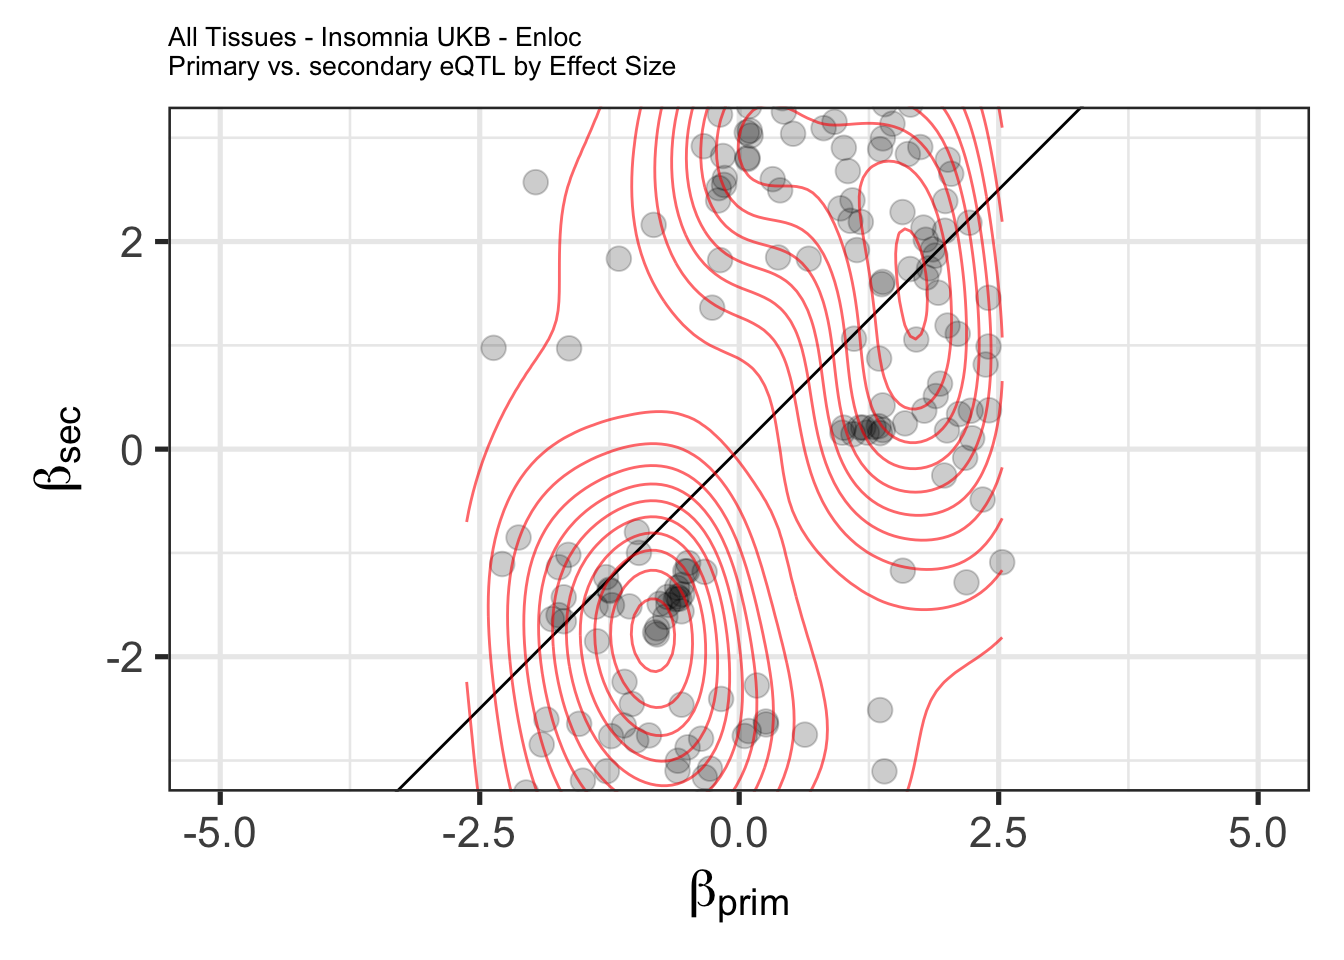 All Tissues - Insomnia UKB - Enloc
Primary vs. secondary eQTL by Effect Size
βsec
2
0
-2
-5.0 -2.5 0.0 2.5 5.0
βprim